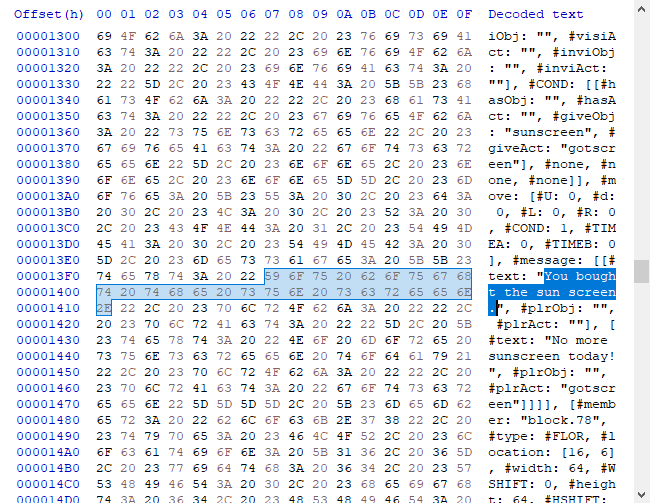 Offset(h) 00 01 02 03 04 05 06 07 08 09 0A 0B 0C 0D 0E 0F Decoded text
00001300 69 4F 62 6A 3A 20 22 22 2C 20 23 76 69 73 69 41 iObj: "", #visiA
00001310 63 74 3A 20 22 22 2C 20 23 69 6E 76 69 4F 62 6A ct: "", #inviObj
00001320 3A 20 22 22 2C 20 23 69 6E 76 69 41 63 74 3A 20 : "", #inviAct: 
00001330 22 22 5D 2C 20 23 43 4F 4E 44 3A 20 5B 5B 23 68 ""], #COND: [[#h
00001340 61 73 4F 62 6A 3A 20 22 22 2C 20 23 68 61 73 41 asObj: "", #hasA
00001350 63 74 3A 20 22 22 2C 20 23 67 69 76 65 4F 62 6A ct: "", #giveObj
00001360 3A 20 22 73 75 6E 73 63 72 65 65 6E 22 2C 20 23 : "sunscreen", #
00001370 67 69 76 65 41 63 74 3A 20 22 67 6F 74 73 63 72 giveAct: "gotscr
00001380 65 65 6E 22 5D 2C 20 23 6E 6F 6E 65 2C 20 23 6E een"], #none, #n
00001390 6F 6E 65 2C 20 23 6E 6F 6E 65 5D 5D 2C 20 23 6D one, #none]], #m
000013A0 6F 76 65 3A 20 5B 23 55 3A 20 30 2C 20 23 64 3A ove: [#U: 0, #d:
000013B0 20 30 2C 20 23 4C 3A 20 30 2C 20 23 52 3A 20 30  0, #L: 0, #R: 0
000013C0 2C 20 23 43 4F 4E 44 3A 20 31 2C 20 23 54 49 4D , #COND: 1, #TIM
000013D0 45 41 3A 20 30 2C 20 23 54 49 4D 45 42 3A 20 30 EA: 0, #TIMEB: 0
000013E0 5D 2C 20 23 6D 65 73 73 61 67 65 3A 20 5B 5B 23 ], #message: [[#
000013F0 74 65 78 74 3A 20 22 59 6F 75 20 62 6F 75 67 68 text: "You bough
00001400 74 20 74 68 65 20 73 75 6E 20 73 63 72 65 65 6E t the sun screen
00001410 2E 22 2C 20 23 70 6C 72 4F 62 6A 3A 20 22 22 2C .", #plrObj: "",
00001420 20 23 70 6C 72 41 63 74 3A 20 22 22 5D 2C 20 5B  #plrAct: ""], [
00001430 23 74 65 78 74 3A 20 22 4E 6F 20 6D 6F 72 65 20 #text: "No more 
00001440 73 75 6E 73 63 72 65 65 6E 20 74 6F 64 61 79 21 sunscreen today!
00001450 22 2C 20 23 70 6C 72 4F 62 6A 3A 20 22 22 2C 20 ", #plrObj: "", 
00001460 23 70 6C 72 41 63 74 3A 20 22 67 6F 74 73 63 72 #plrAct: "gotscr
00001470 65 65 6E 22 5D 5D 5D 5D 2C 20 5B 23 6D 65 6D 62 een"]]]], [#memb
00001480 65 72 3A 20 22 62 6C 6F 63 6B 2E 37 38 22 2C 20 er: "block.78", 
00001490 23 74 79 70 65 3A 20 23 46 4C 4F 52 2C 20 23 6C #type: #FLOR, #l
000014A0 6F 63 61 74 69 6F 6E 3A 20 5B 31 36 2C 20 36 5D ocation: [16, 6]
000014B0 2C 20 23 77 69 64 74 68 3A 20 36 34 2C 20 23 57 , #width: 64, #W
000014C0 53 48 49 46 54 3A 20 30 2C 20 23 68 65 69 67 68 SHIFT: 0, #heigh
000014D0 74 3A 20 36 34 2C 20 23 48 53 48 49 46 54 3A 20 t: 64, #HSHIFT: